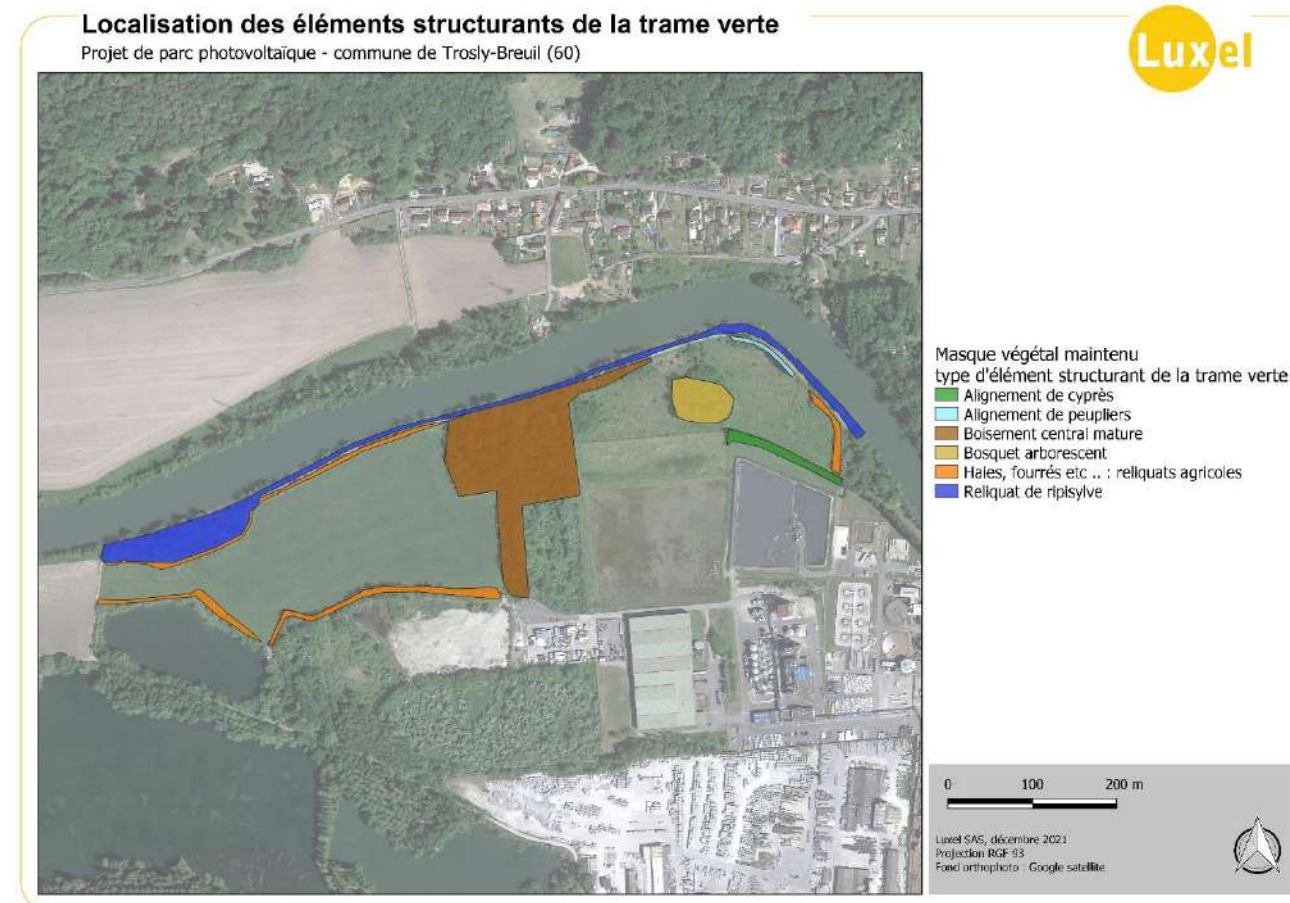 Localisation des éléments structurants de la trame verte
Projet de parc photovoltaïque - commune de Trosly-Breuil (60)
Luxel
Masque végétal maintenu
type d'élément structurant de la trame verte
Alignement de cyprès
Alignement de peupliers
Boisement central mature
Bosquet arborescent
Haies, fourrés etc .. : reliquats agricoles
Reliquat de ripisylve
0 100 200 m
Luxel SAS, décembre 2021
Projection RGF 93
Fond orthophoto : Google satellite